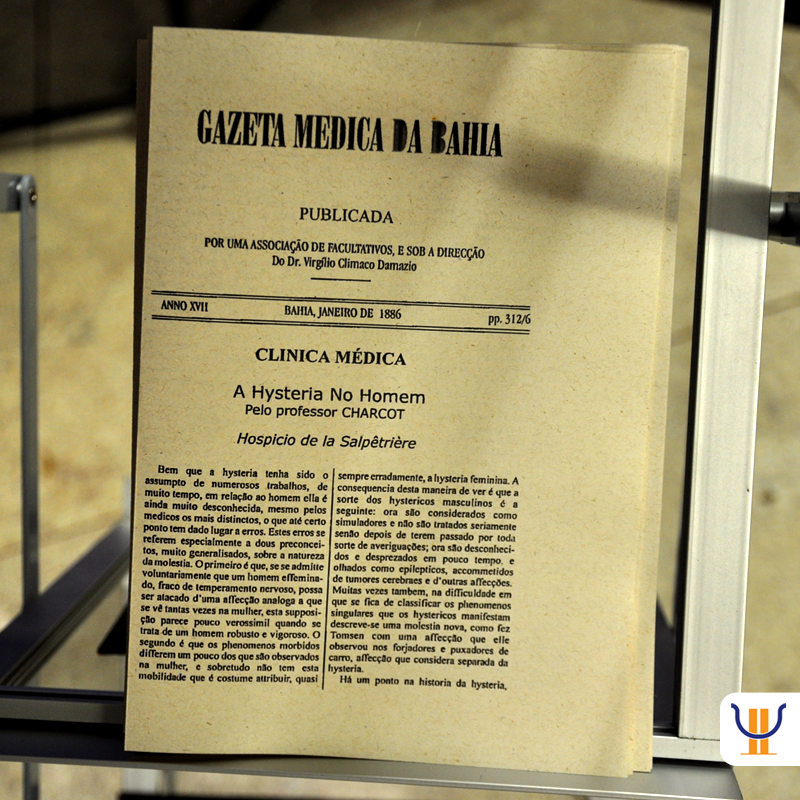 GAZETA MEDICA DA BAHIA
PUBLICADA
POR UMA ASSOCIAÇÃO DE FACULTATIVOS, E SOB A DIRECÇÃO
Do Dr. Virgílio Climaco Damazio
ANNO XVII BAHIA, JANEIRO DE 1886 pp. 312/6
CLINICA MÉDICA
A Hysteria No Homem
Pelo professor CHARCOT
Hospicio de la Salpêtrière
Bem que a hysteria tenha sido o
assumpto de numerosos trabalhos, de
muito tempo, em relação ao homem ella é
ainda muito desconhecida, mesmo pelos
medicos os mais distinctos, o que até certo
ponto tem dado lugar a erros. Estes erros se
referem especialmente a dous preconcei-
tos, muito generalisados, sobre a natureza
da molestia. O primeiro é que, se se admitte
voluntariamente que um homem effemina-
do, fraco de temperamento nervoso, possa
ser atacado d'uma affecção analoga a que
se vê tantas vezes na mulher, esta supposi-
ção parece pouco verossimil quando se
trata de um homem robusto e vigoroso. O
segundo é que os phenomenos morbidos
differem um pouco dos que são observados
na mulher, e sobretudo não tem esta
mobilidade que é costume attribuir, quasi
sempre erradamente, a hysteria feminina. A
consequencia desta maneira de ver é que a
sorte dos hystericos masculinos é a
seguinte: ora são considerados como
simuladores e não são tratados seriamente
senão depois de terem passado por toda
sorte de averiguações; ora são desconheci-
dos e desprezados em pouco tempo, e
olhados como epilepticos, accommetidos
de tumores cerebraes e d'outras affecções.
Muitas vezes tambem, na difficuldade em
que se fica de classificar os phenomenos
singulares que os hystericos manifestam
descreve-se uma molestia nova, como fez
Tomsen com uma affecção que elle
observou nos forjadores e puxadores de
carro, affecção que considera separada da
hysteria.
Há um ponto na historia da hysteria,